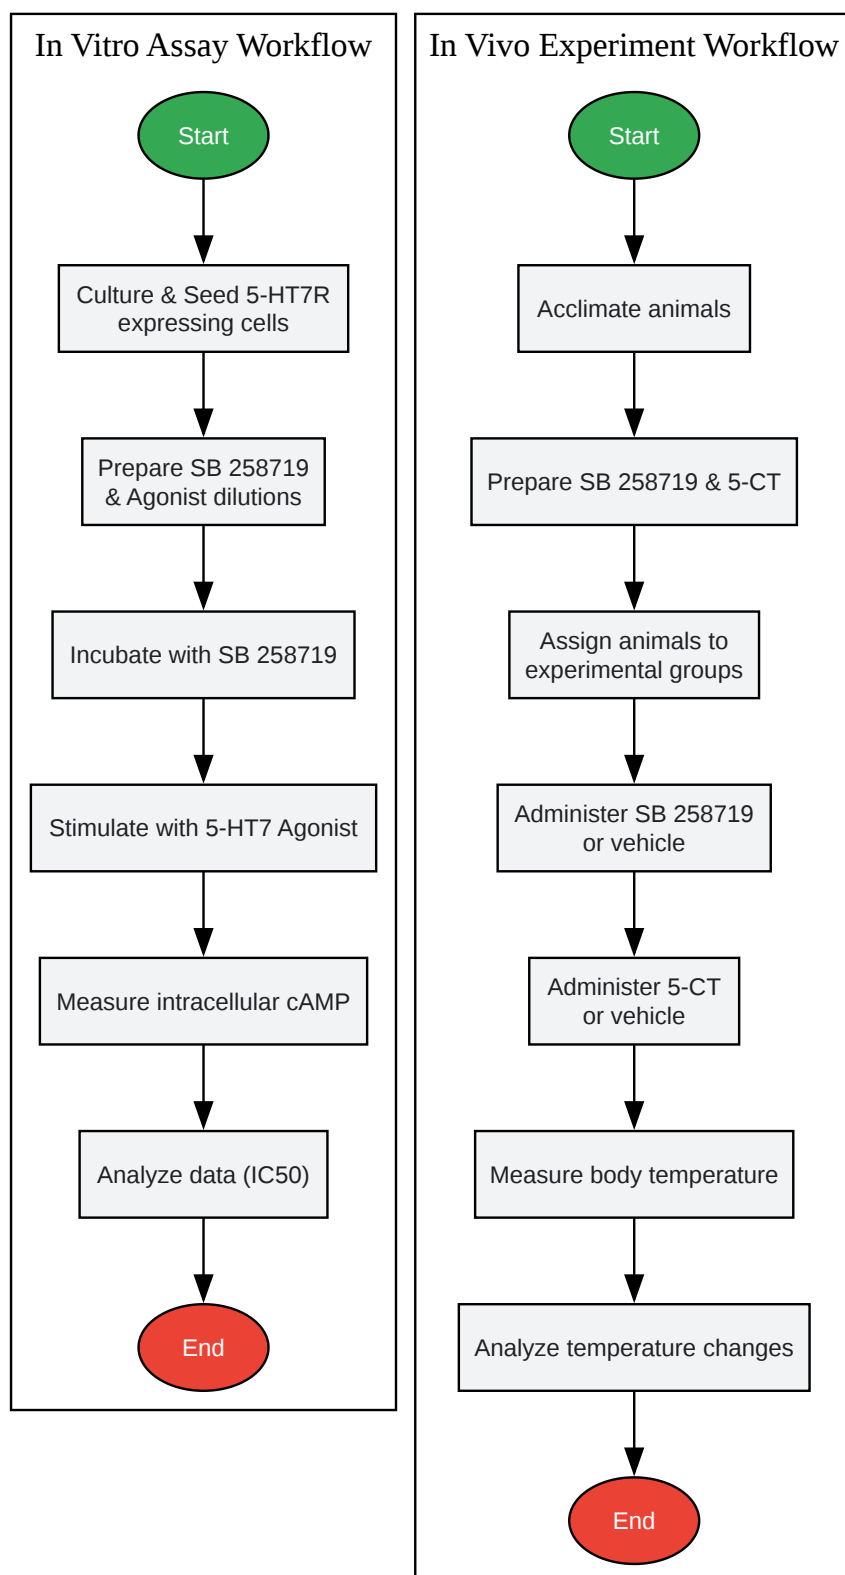 In Vitro Assay Workflow
Start
Culture & Seed 5-HT7R
expressing cells
Prepare SB 258719
& Agonist dilutions
Incubate with SB 258719
Stimulate with 5-HT7 Agonist
Measure intracellular cAMP
Analyze data (IC50)
End
In Vivo Experiment Workflow
Start
Acclimate animals
Prepare SB 258719 & 5-CT
Assign animals to
experimental groups
Administer SB 258719
or vehicle
Administer 5-CT
or vehicle
Measure body temperature
Analyze temperature changes
End